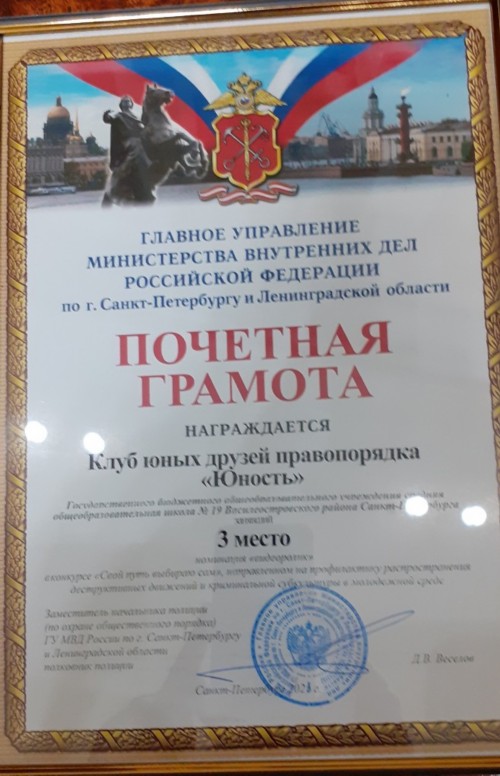 ГЛАВНОЕ УПРАВЛЕНИЕ
МИНИСТЕРСТВА ВНУТРЕННИХ ДЕЛ
РОССИЙСКОЙ ФЕДЕРАЦИИ
по г. Санкт-Петербургу и Ленинградской области
ПОЧЕТНАЯ
ГРАМОТА
НАГРАЖДАЕТСЯ
Клуб юных друзей правопорядка
«Юность»
Государственного бюджетного общеобразовательного учреждения средняя
общеобразовательная школа № 19 Василеостровского района
3 место
номинация «видеоролик»
в конкурсе «Свой путь выбираю сам», направленном на профилактику распространения
деструктивных движений и криминальной субкультуры в молодежной среде
Заместитель начальника полиции
(по охране общественного порядка)
ГУ МВД России по г. Санкт-Петербургу
и Ленинградской области
полковник полиции
Д.В. Веселов
Санкт-Петербург